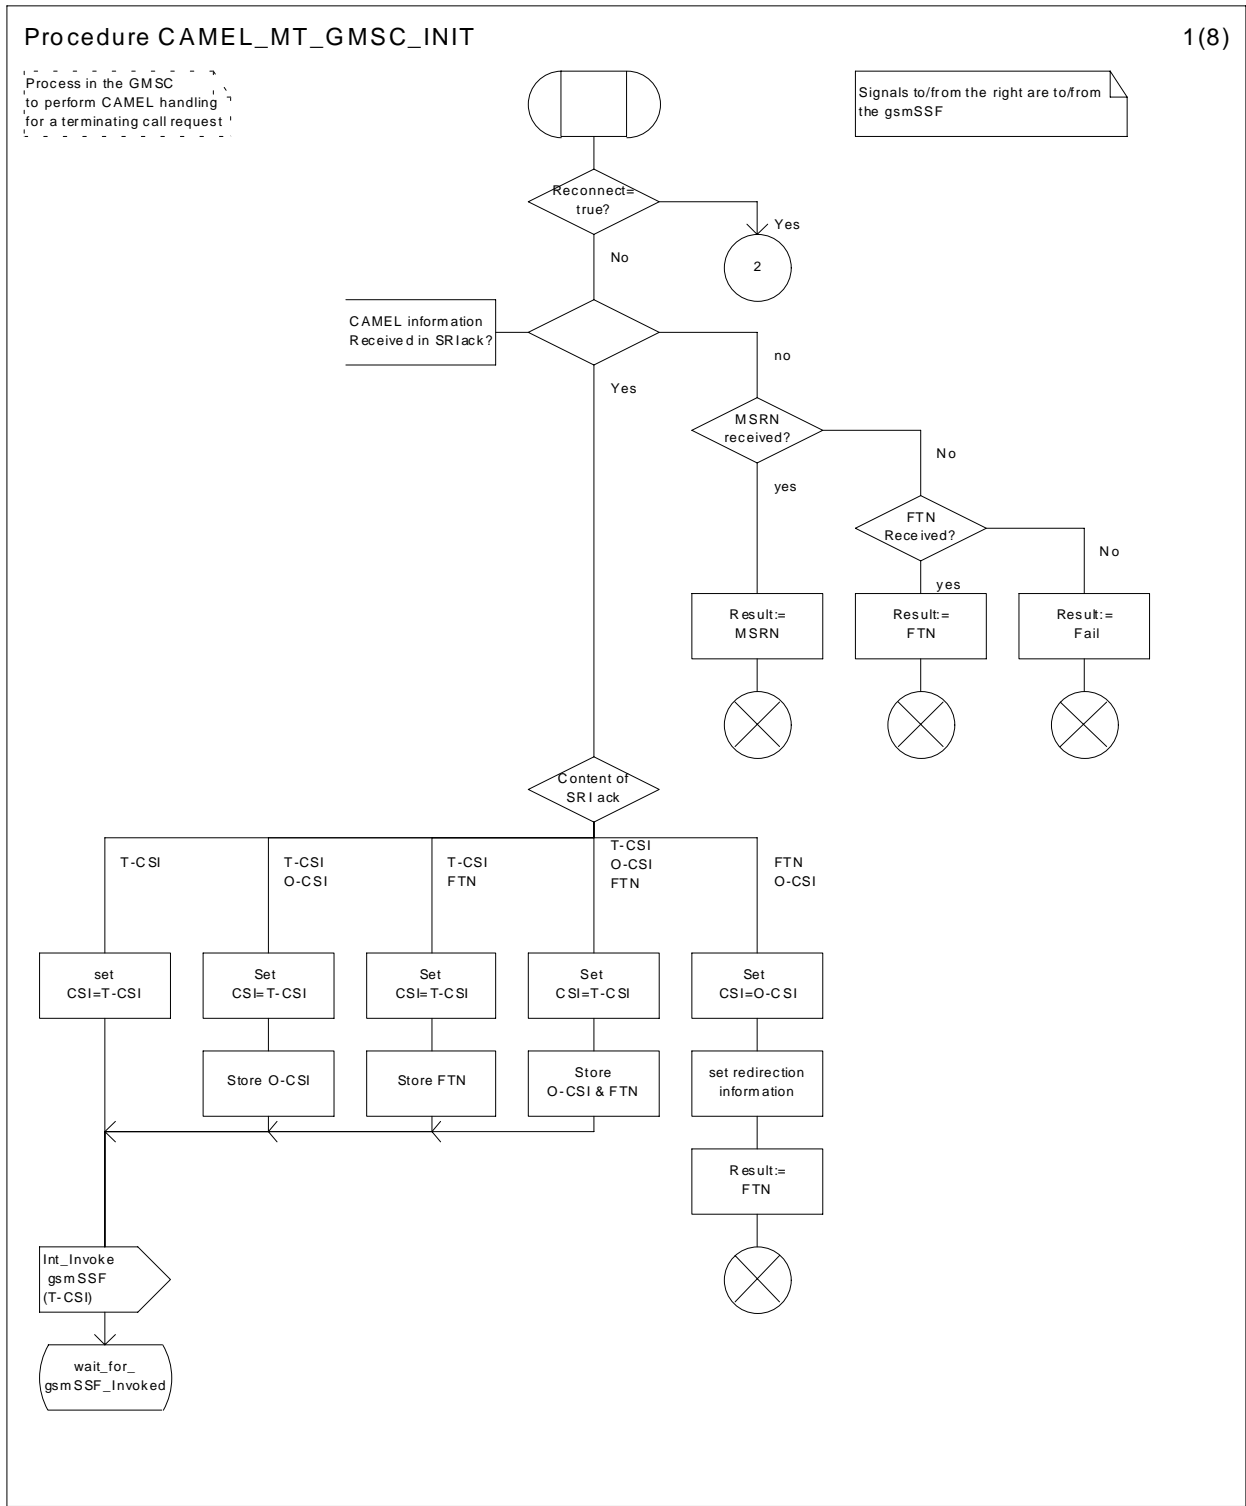 Procedure CAMEL_MT_GMSC_INIT
1(8)
Process in the GMSC
to perform CAMEL handling
for a terminating call request
Signals to/from the right are to/from
the gsmSSF
Reconnect=
true?
Yes
2
No
CAMEL information
Received in SRIack?
no
Yes
MSRN
received?
No
yes
FTN
Received?
No
yes
Result:=
MSRN
Result:=
FTN
Result:=
Fail
Content of
SRI ack
T-CSI
T-CSI
O-CSI
T-CSI
FTN
T-CSI
O-CSI
FTN
FTN
O-CSI
set
CSI=T-CSI
Set
CSI=T-CSI
Set
CSI=T-CSI
Set
CSI=T-CSI
Set
CSI=O-CSI
Store O-CSI
Store FTN
Store
O-CSI & FTN
set redirection
information
Result:=
FTN
Int_Invoke
gsmSSF
(T-CSI)
wait_for_
gsmSSF_Invoked